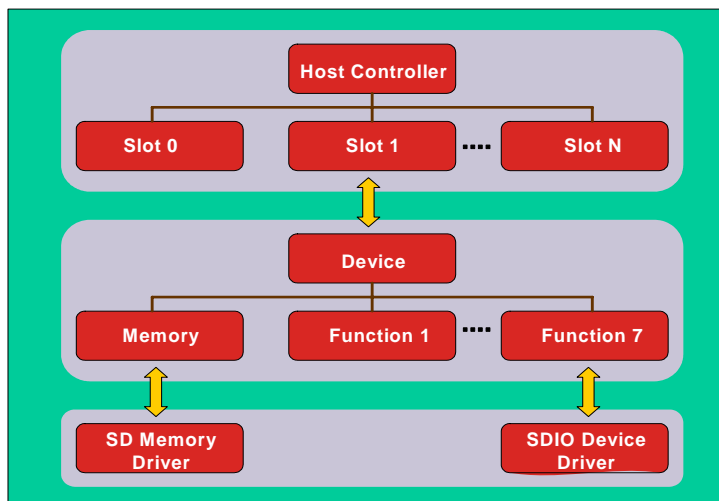 Host Controller
Slot 0
Slot 1
Slot N
Device
Memory
Function 1
Function 7
SD Memory
Driver
SDIO Device
Driver